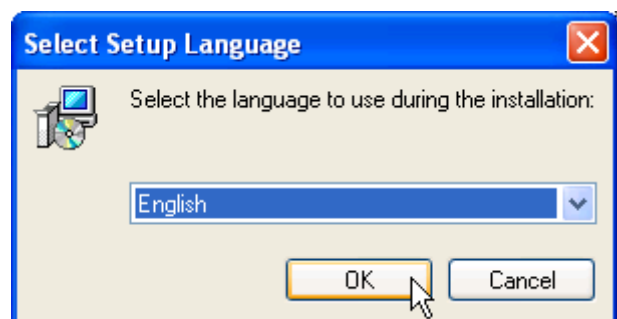 Select Setup Language
Select the language to use during the installation:
English
OK Cancel